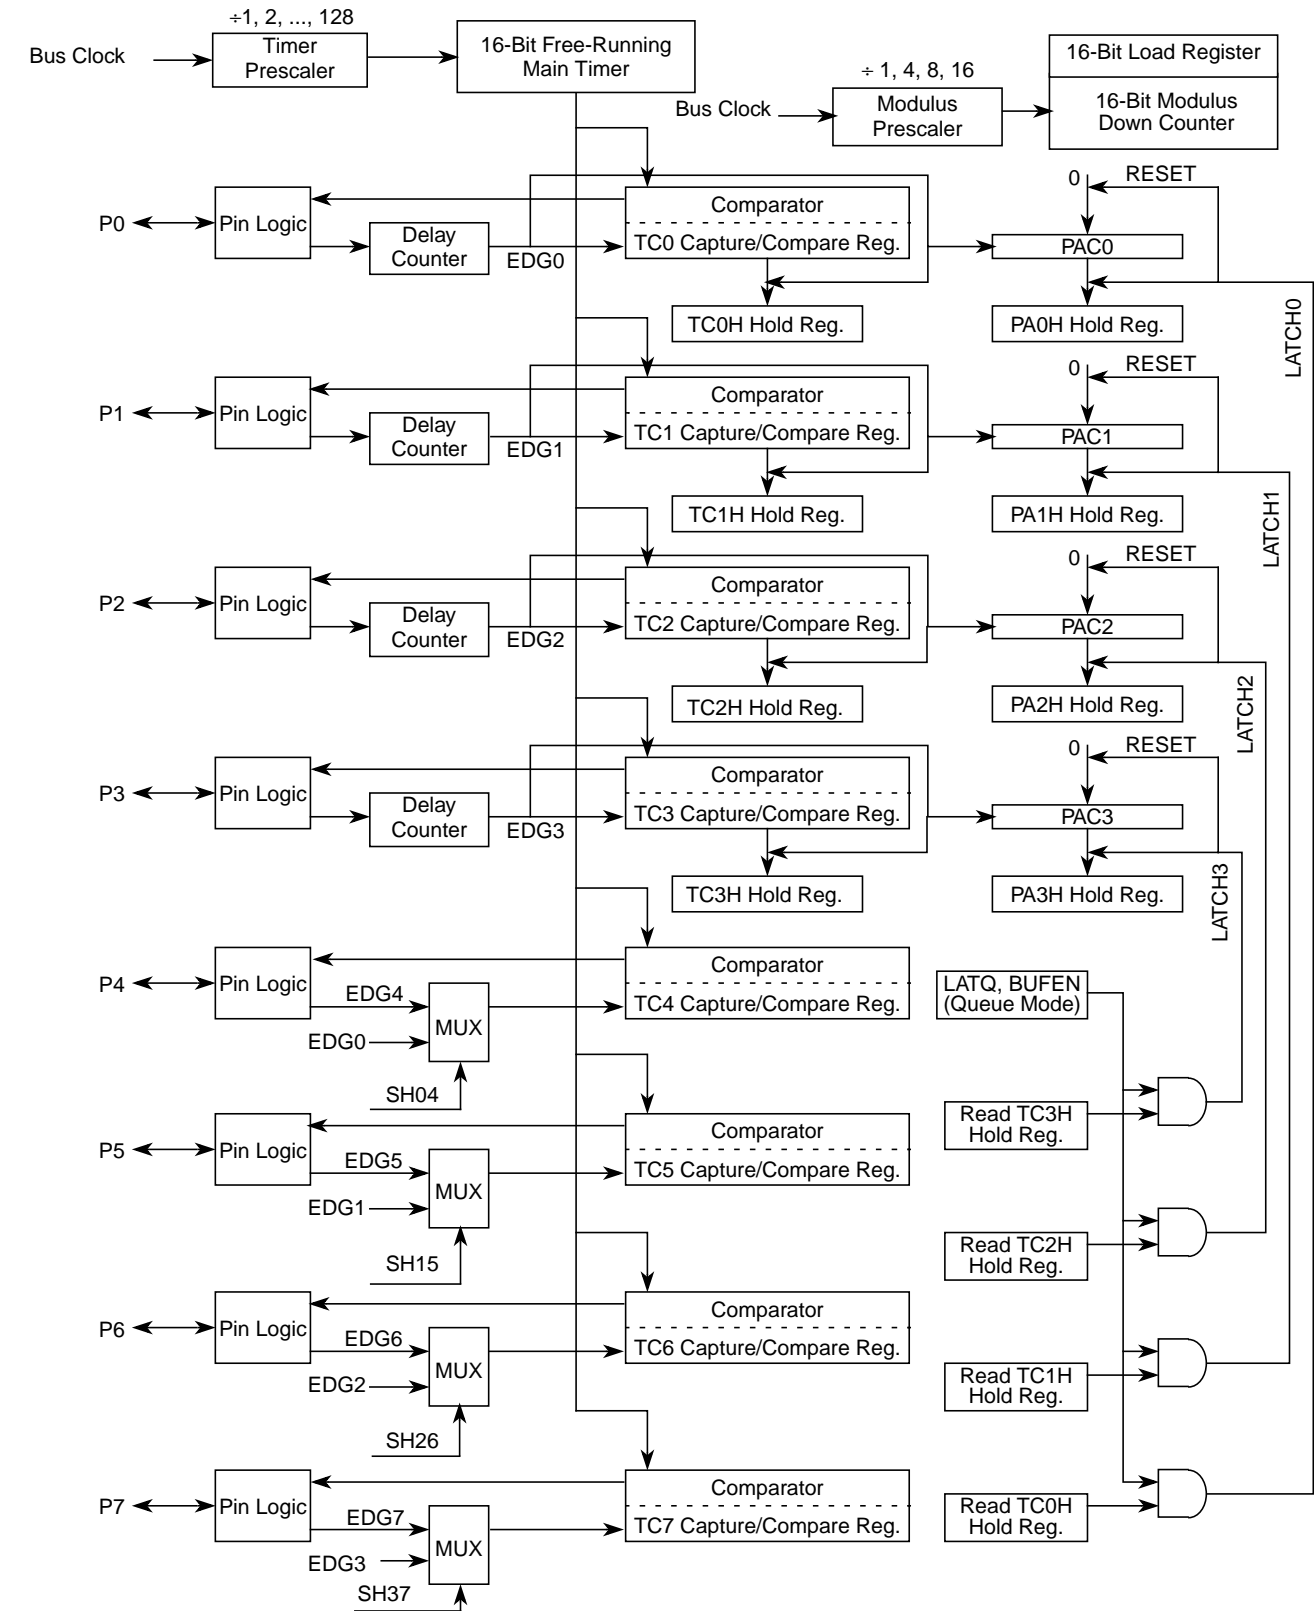 ÷1, 2, ..., 128
Bus Clock
Timer
Prescaler
16-Bit Free-Running
Main Timer
÷ 1, 4, 8, 16
Bus Clock
Modulus
Prescaler
16-Bit Load Register
16-Bit Modulus
Down Counter
P0
Pin Logic
Delay
Counter
EDG0
Comparator
TC0 Capture/Compare Reg.
TC0H Hold Reg.
0
RESET
PAC0
PA0H Hold Reg.
LATCH0
P1
Pin Logic
Delay
Counter
EDG1
Comparator
TC1 Capture/Compare Reg.
TC1H Hold Reg.
0
RESET
PAC1
PA1H Hold Reg.
LATCH1
P2
Pin Logic
Delay
Counter
EDG2
Comparator
TC2 Capture/Compare Reg.
TC2H Hold Reg.
0
RESET
PAC2
PA2H Hold Reg.
LATCH2
P3
Pin Logic
Delay
Counter
EDG3
Comparator
TC3 Capture/Compare Reg.
TC3H Hold Reg.
0
RESET
PAC3
PA3H Hold Reg.
LATCH3
P4
Pin Logic
EDG4
EDG0
MUX
SH04
Comparator
TC4 Capture/Compare Reg.
LATQ, BUFEN
(Queue Mode)
P5
Pin Logic
EDG5
EDG1
MUX
SH15
Comparator
TC5 Capture/Compare Reg.
Read TC3H
Hold Reg.
Read TC2H
Hold Reg.
P6
Pin Logic
EDG6
EDG2
MUX
SH26
Comparator
TC6 Capture/Compare Reg.
Read TC1H
Hold Reg.
P7
Pin Logic
EDG7
EDG3
MUX
SH37
Comparator
TC7 Capture/Compare Reg.
Read TC0H
Hold Reg.